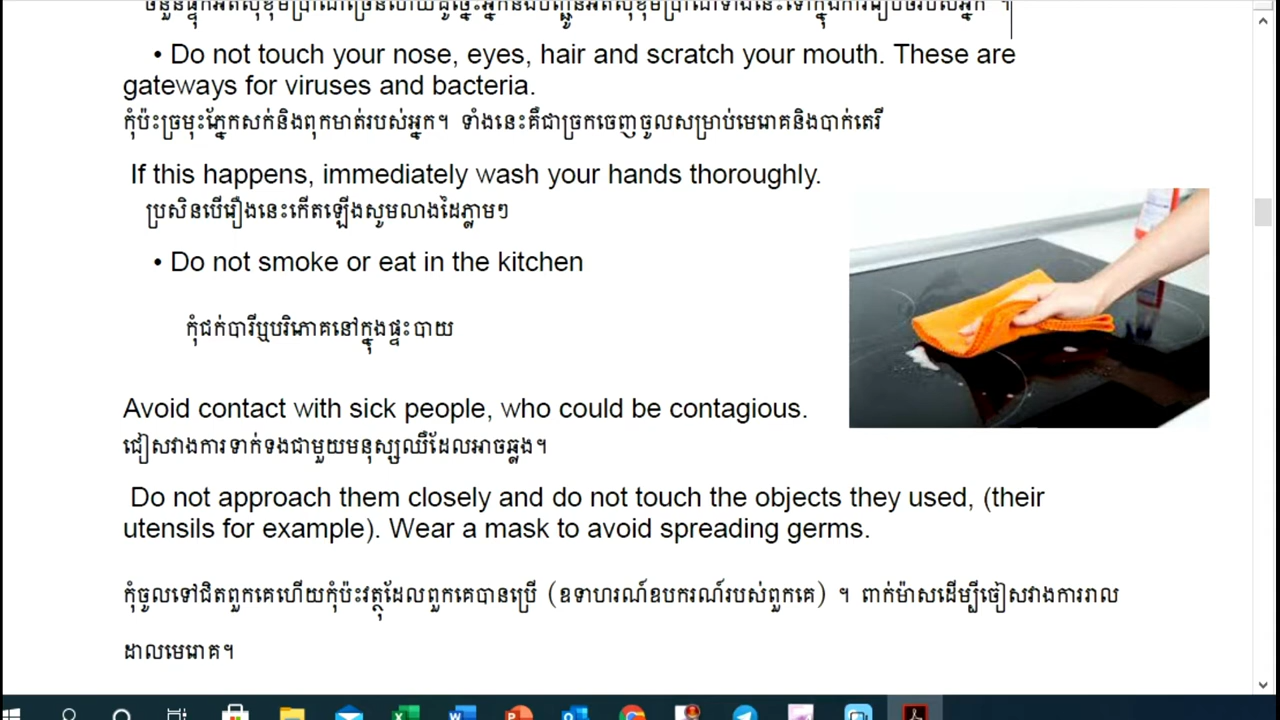 • Do not touch your nose, eyes, hair and scratch your mouth. These are
gateways for viruses and bacteria.
កុំប៉ះច្រមុះភ្នែកសក់និងពុកមាត់របស់អ្នក។ ទាំងនេះគឺជាច្រកចេញចូលសម្រាប់មេរោគនិងបាក់តេរី
If this happens, immediately wash your hands thoroughly.
ប្រសិនបើរឿងនេះកើតឡើងសូមលាងដៃភ្លាមៗ
• Do not smoke or eat in the kitchen
កុំជក់បារីឬបរិភោគនៅក្នុងផ្ទះបាយ
Avoid contact with sick people, who could be contagious.
ជៀសវាងការទាក់ទងជាមួយមនុស្សឈឺដែលអាចឆ្លង។
Do not approach them closely and do not touch the objects they used, (their
utensils for example). Wear a mask to avoid spreading germs.
កុំចូលទៅជិតពួកគេហើយកុំប៉ះវត្ថុដែលពួកគេបានប្រើ (ឧទាហរណ៍ឧបករណ៍របស់ពួកគេ) ។ ពាក់ម៉ាសដើម្បីចៀសវាងការរាល
ដាលមេរោគ។